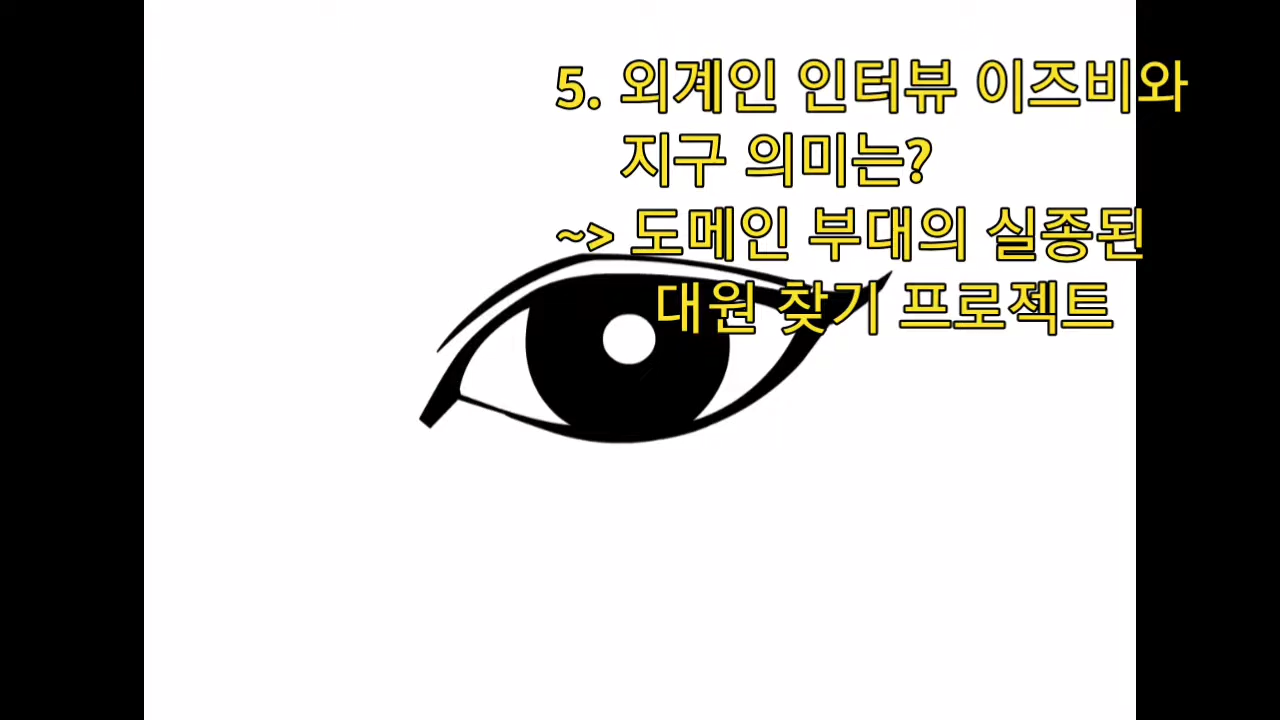 5. 외계인 인터뷰 이즈비와
지구 의미는?
~> 도메인 부대의 실종된
대원 찾기 프로젝트